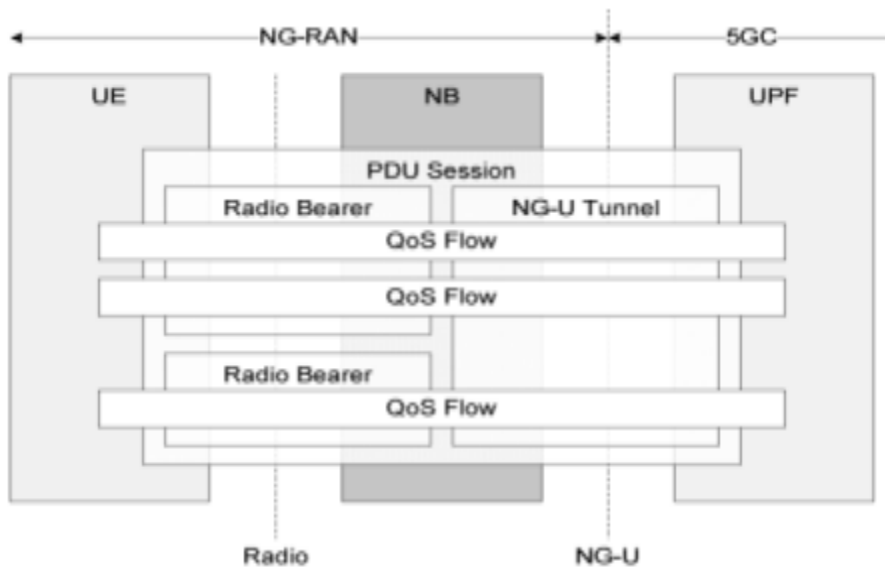 NG-RAN 5GC
UE NB UPF
PDU Session
Radio Bearer NG-U Tunnel
QoS Flow
QoS Flow
Radio Bearer
QoS Flow
Radio NG-U